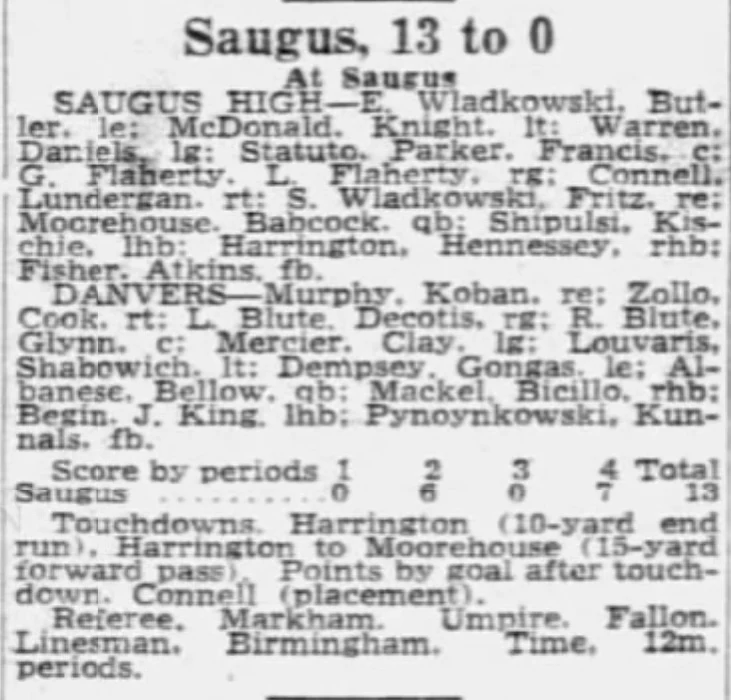 Saugus, 13 to 0
At Saugus
SAUGUS HIGH—E. Wladkowski, But-
ler, le; McDonald, Knight, lt; Warren,
Daniels, lg; Statuto, Parker, Francis, c;
G. Flaherty, L. Flaherty, rg; Connell,
Lundergan, rt; S. Wladkowski, Fritz, re;
Moorehouse, Babcock, qb; Shipulsi, Kis-
chie, lhb; Harrington, Hennessey, rhb;
Fisher, Atkins, fb.
DANVERS—Murphy, Koban, re; Zollo,
Cook, rt; L. Blute, Decotis, rg; R. Blute,
Glynn, c; Mercier, Clay, lg; Louvaris,
Shabowich, lt; Dempsey, Gongas, le; Al-
banese, Bellow, qb; Mackel, Bicillo, rhb;
Begin, J. King, lhb; Pynoynkowski, Kun-
nals, fb.
Score by periods 1 2 3 4 Total
Saugus .......... 0 6 0 7 13
Touchdowns, Harrington (10-yard end
run), Harrington to Moorehouse (15-yard
forward pass). Points by goal after touch-
down, Connell (placement).
Referee, Markham. Umpire, Fallon.
Linesman, Birmingham. Time, 12m.
periods.